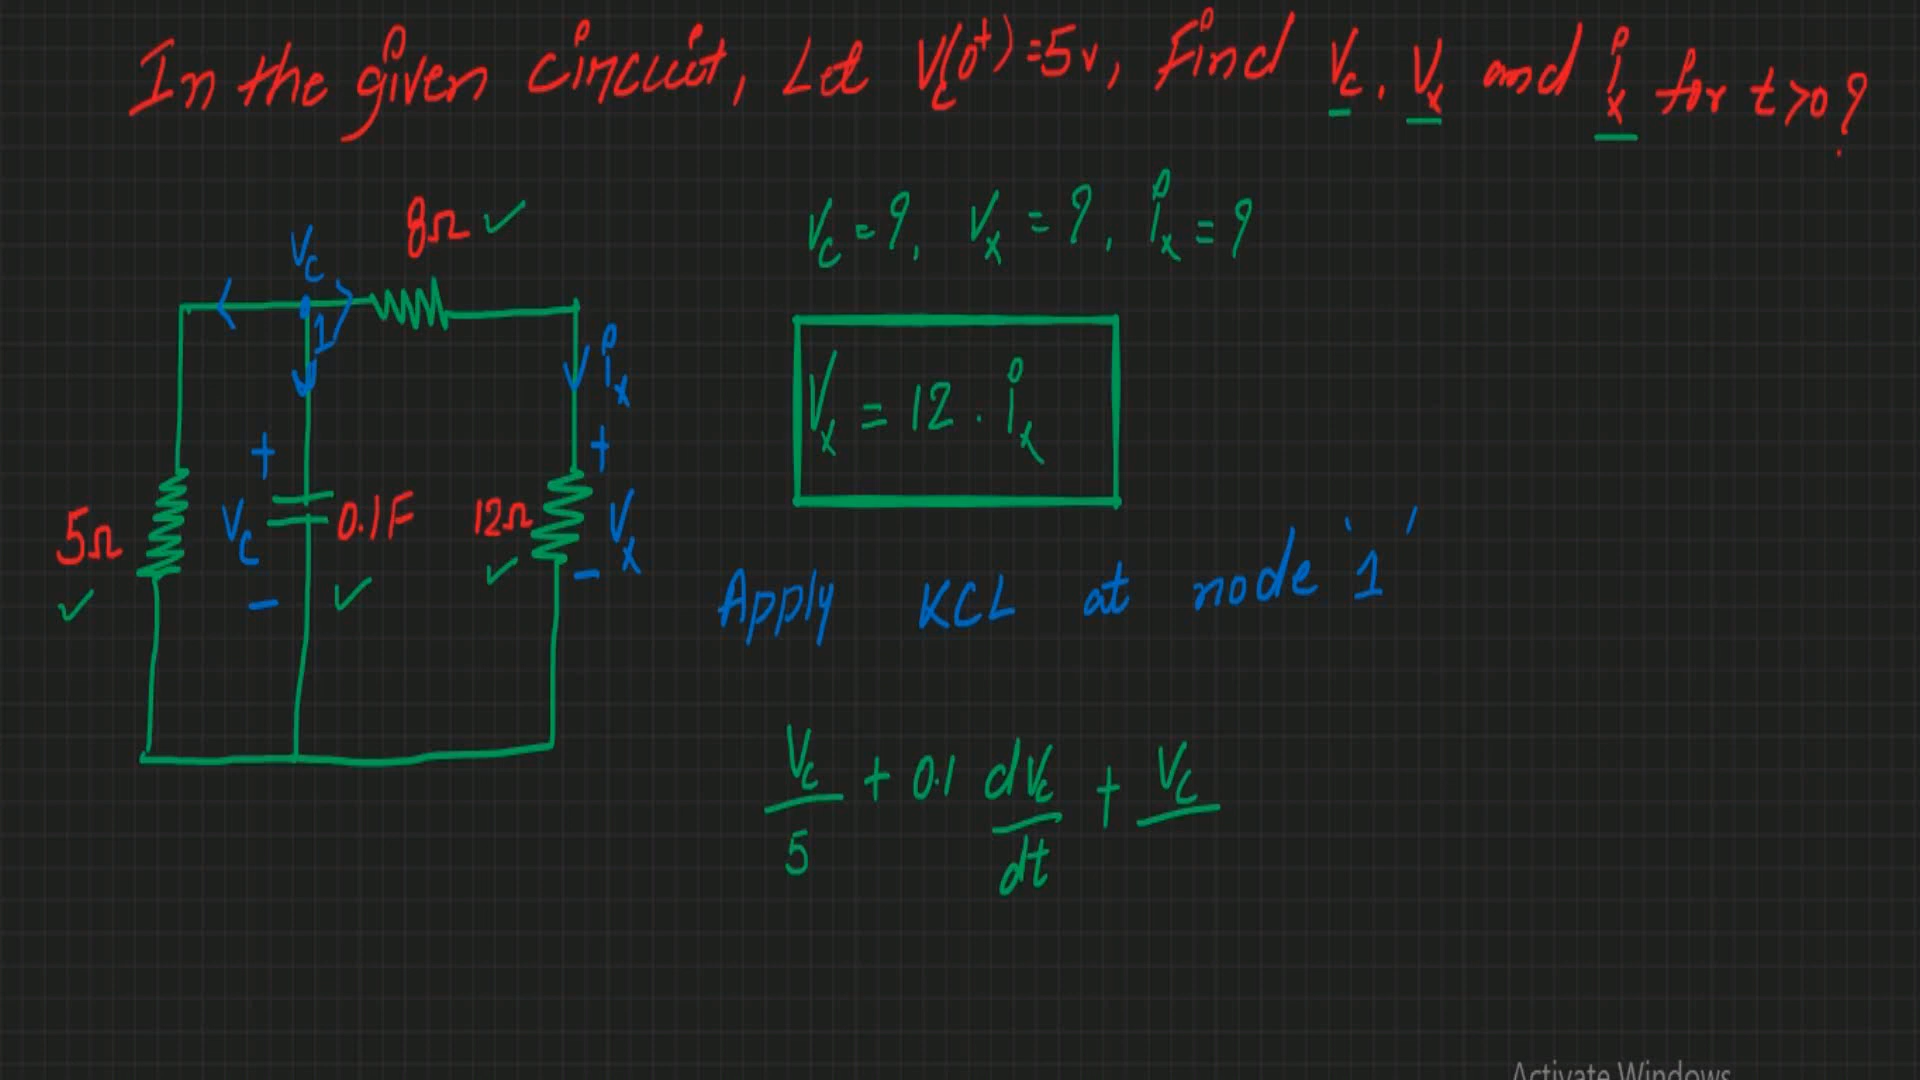 In the given circuit, Let Vc(0+)=5v, Find Vc, Vx and ix for t>0?
8Ω
Vc=?, Vx=?, ix=?
Vc
1
ix
Vx = 12 . ix
+
+
5Ω
Vc
0.1F
12Ω
Vx
-
-
Apply KCL at node '1'
Vc/5 + 0.1 dVc/dt + Vc
Activate Windows